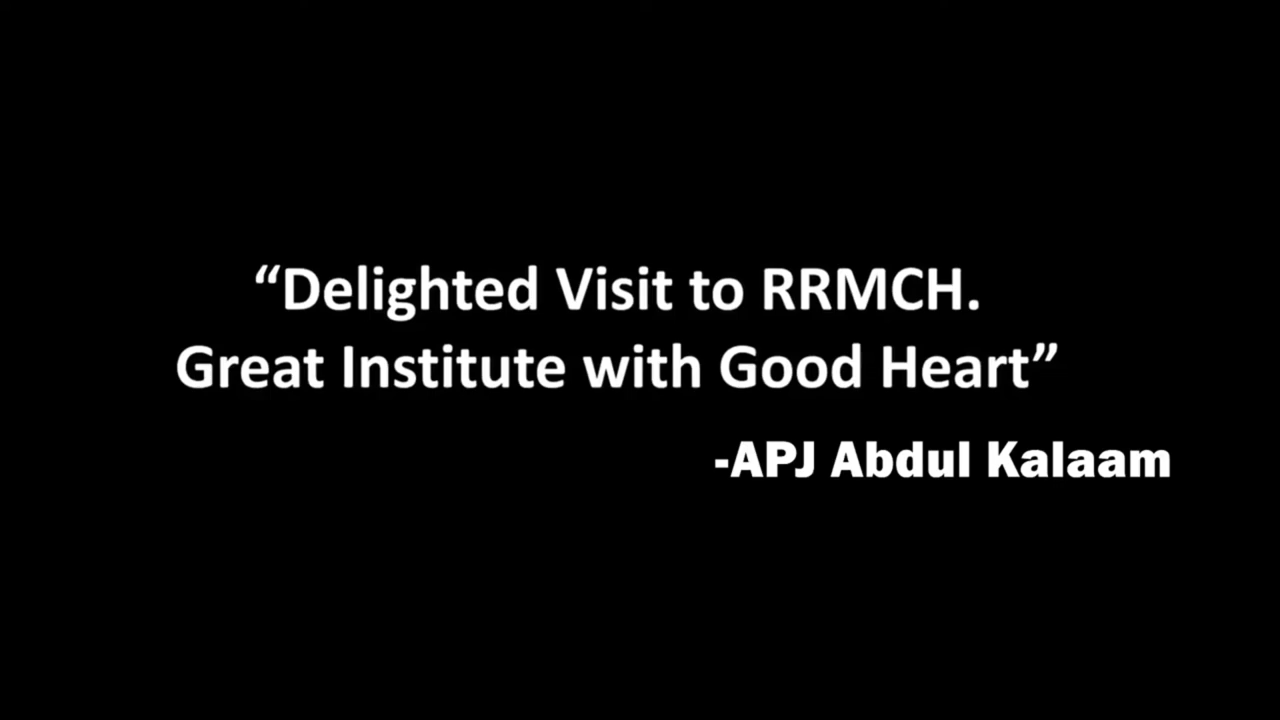 “Delighted Visit to RRMCH.
Great Institute with Good Heart”
-APJ Abdul Kalaam